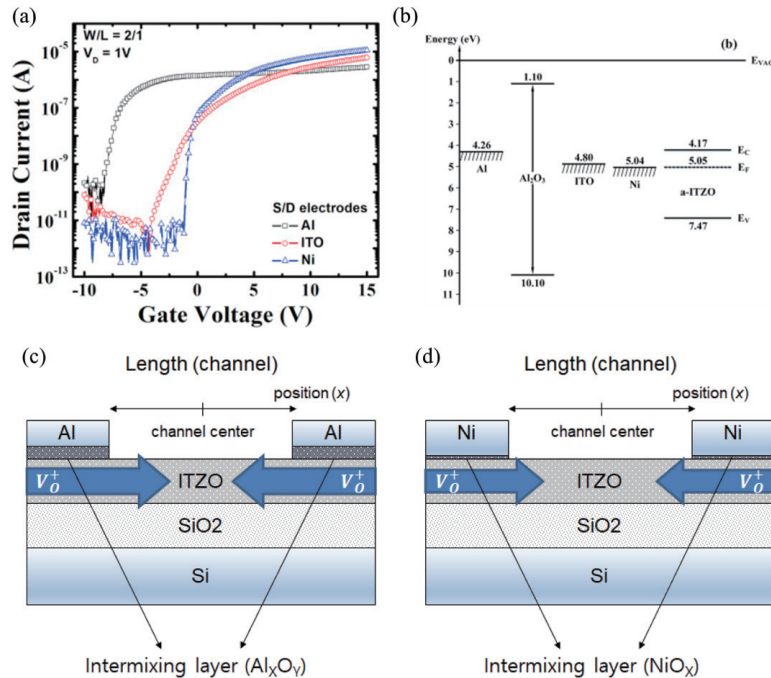 (a)
W/L = 2/1
V_D = 1V
Drain Current (A)
10^-5
10^-7
10^-9
10^-11
10^-13
S/D electrodes
Al
ITO
Ni
-10 -5 0 5 10 15
Gate Voltage (V)
(b)
Energy (eV)
(b)
0
1
2
3
4
5
6
7
8
9
10
11
E_VAC
1.10
4.26
Al
Al2O3
4.80
ITO
5.04
Ni
4.17
E_C
5.05
E_F
a-ITZO
E_V
7.47
10.10
(c)
Length (channel)
position (x)
Al
channel center
Al
V_O^+
ITZO
V_O^+
SiO2
Si
Intermixing layer (Al_XO_Y)
(d)
Length (channel)
position (x)
Ni
channel center
Ni
V_O^+
ITZO
V_O^+
SiO2
Si
Intermixing layer (NiO_X)